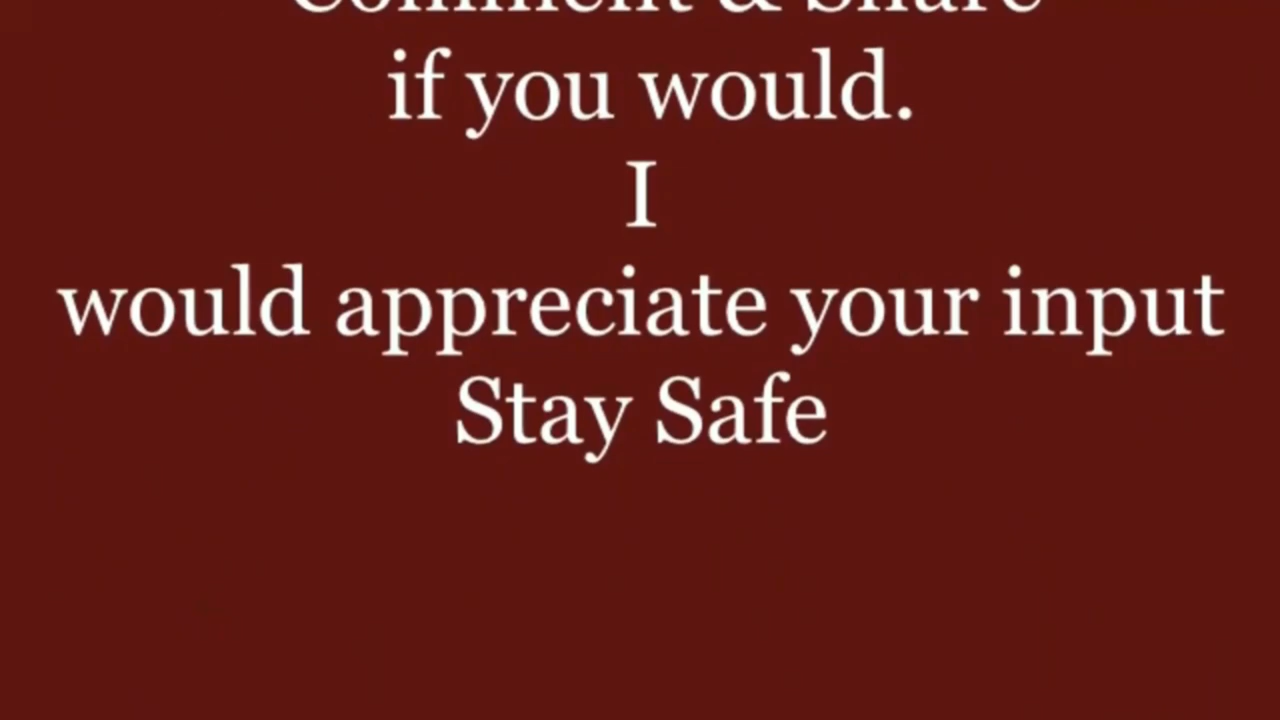 Comment & Share
if you would.
I
would appreciate your input
Stay Safe